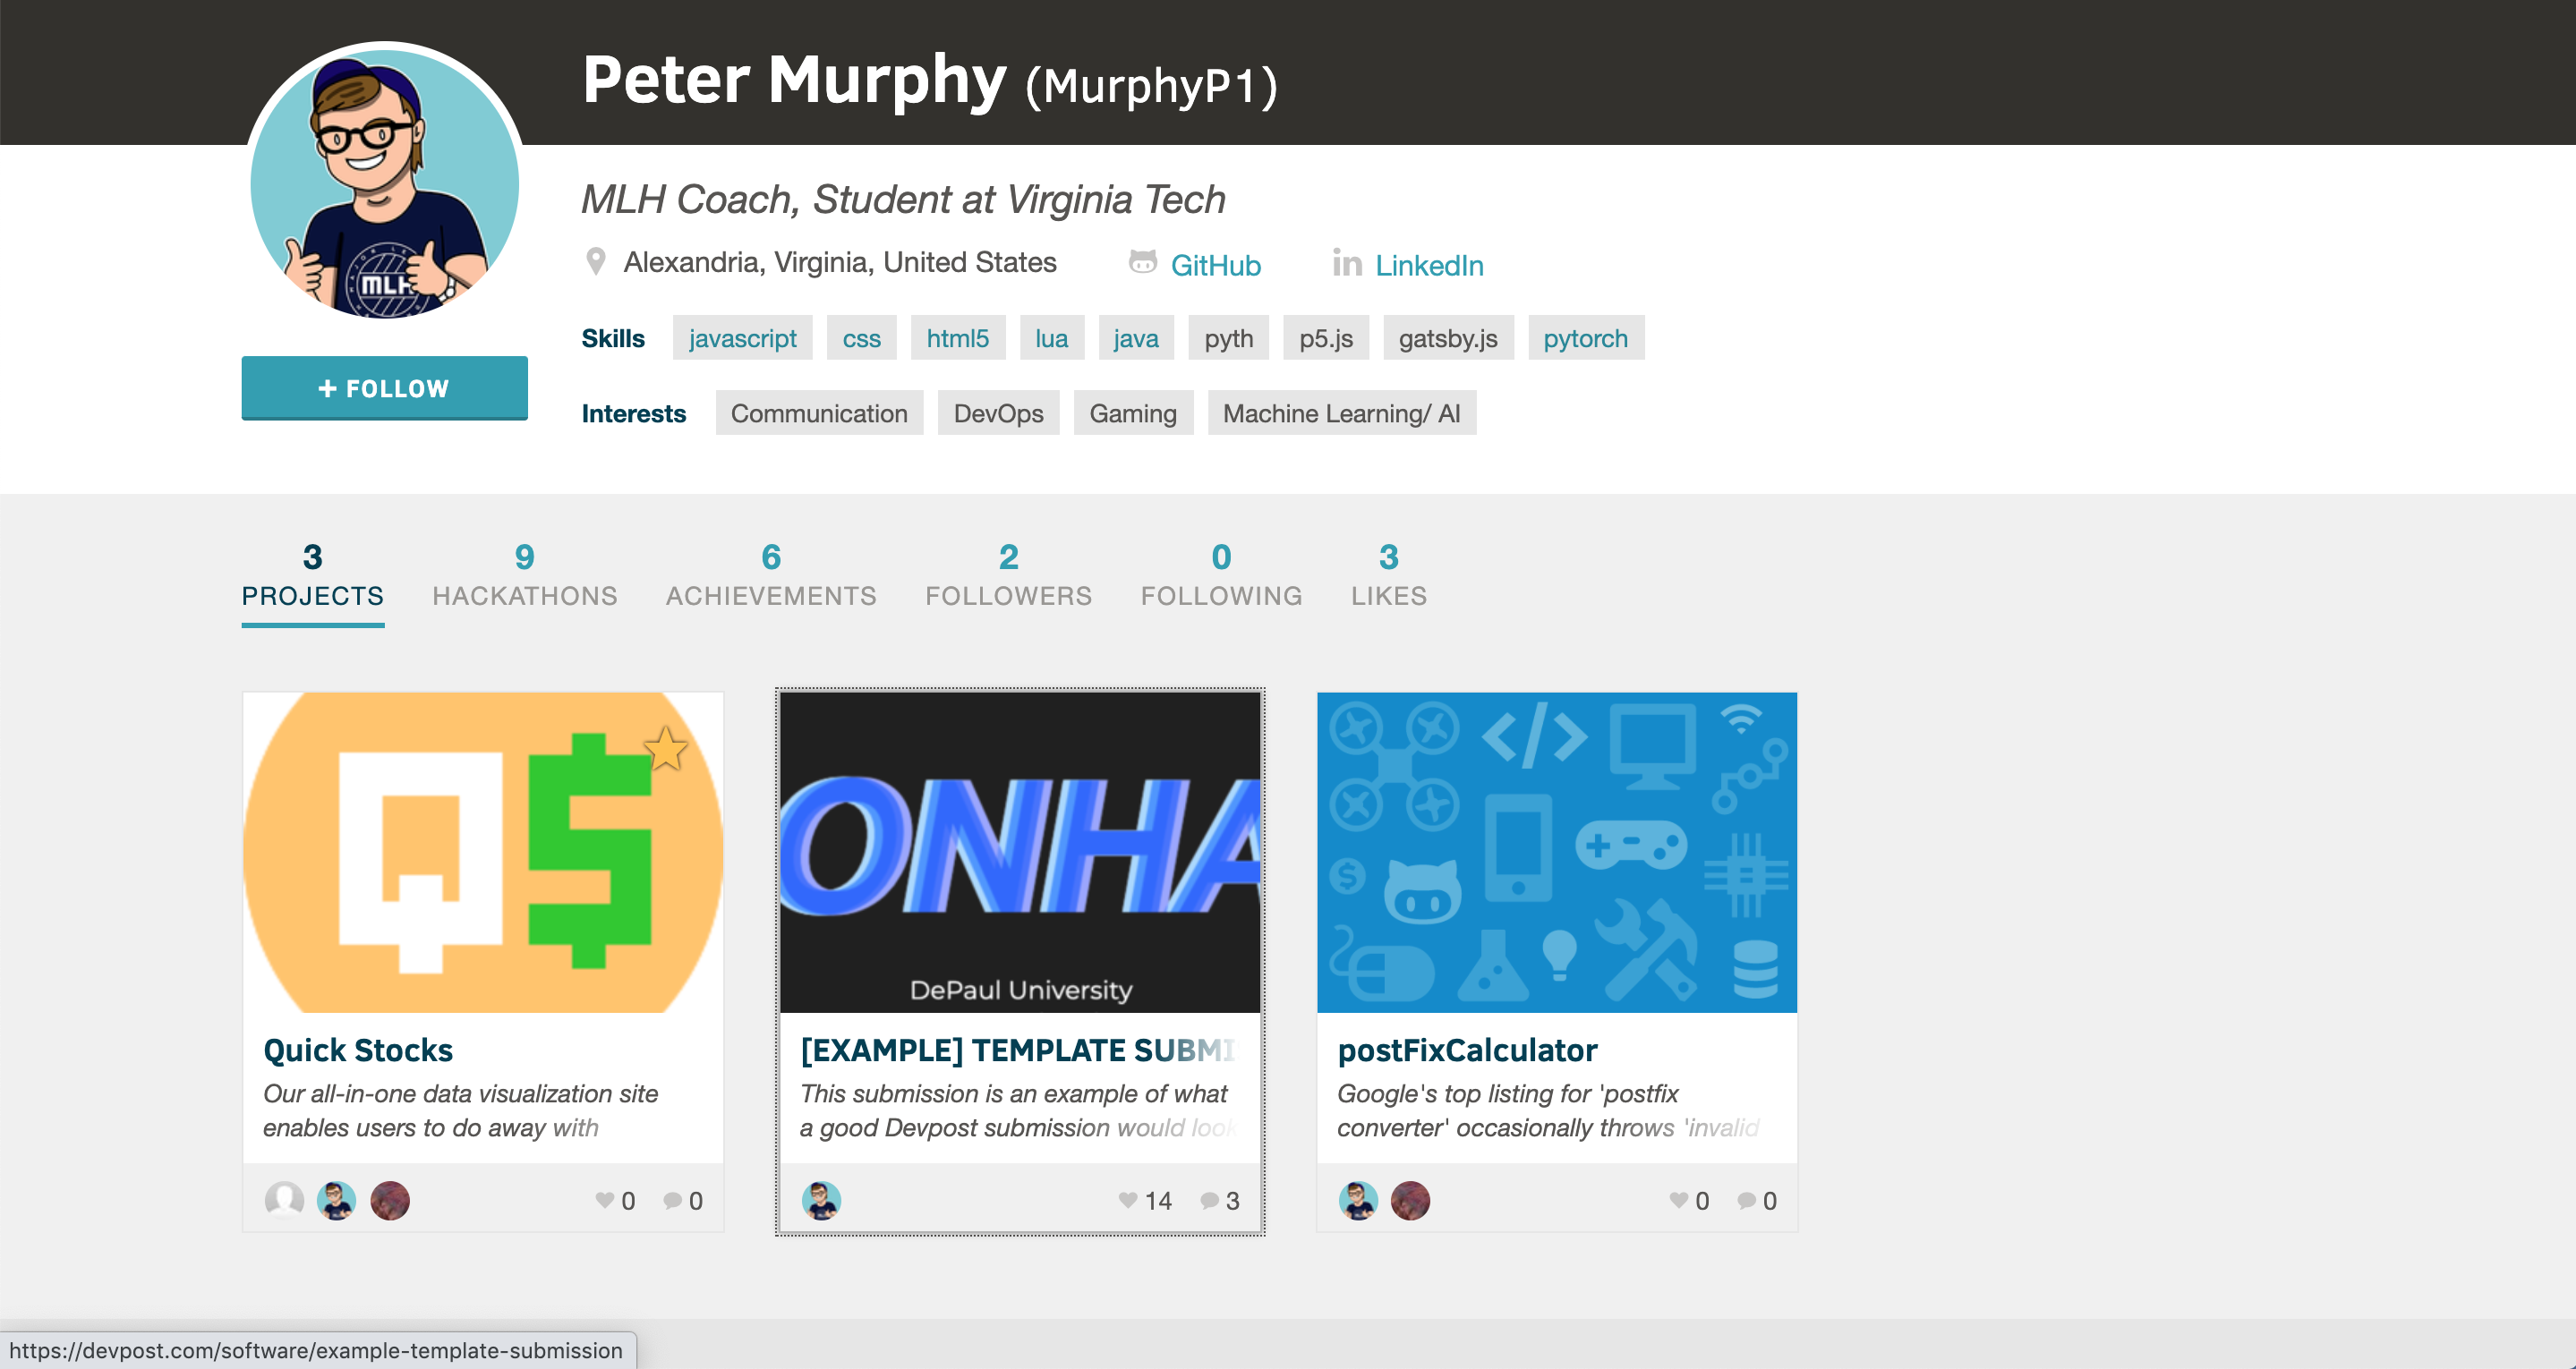 Peter Murphy (MurphyP1)
MLH Coach, Student at Virginia Tech
Alexandria, Virginia, United States GitHub LinkedIn
Skills javascript css html5 lua java pyth p5.js gatsby.js pytorch
+ FOLLOW
Interests Communication DevOps Gaming Machine Learning/ AI
3 9 6 2 0 3
PROJECTS HACKATHONS ACHIEVEMENTS FOLLOWERS FOLLOWING LIKES
QS
Quick Stocks
Our all-in-one data visualization site
enables users to do away with
0 0
ONHA
DePaul University
[EXAMPLE] TEMPLATE SUBMI
This submission is an example of what
a good Devpost submission would look
14 3
postFixCalculator
Google's top listing for 'postfix
converter' occasionally throws 'invalid
0 0
https://devpost.com/software/example-template-submission
MLH